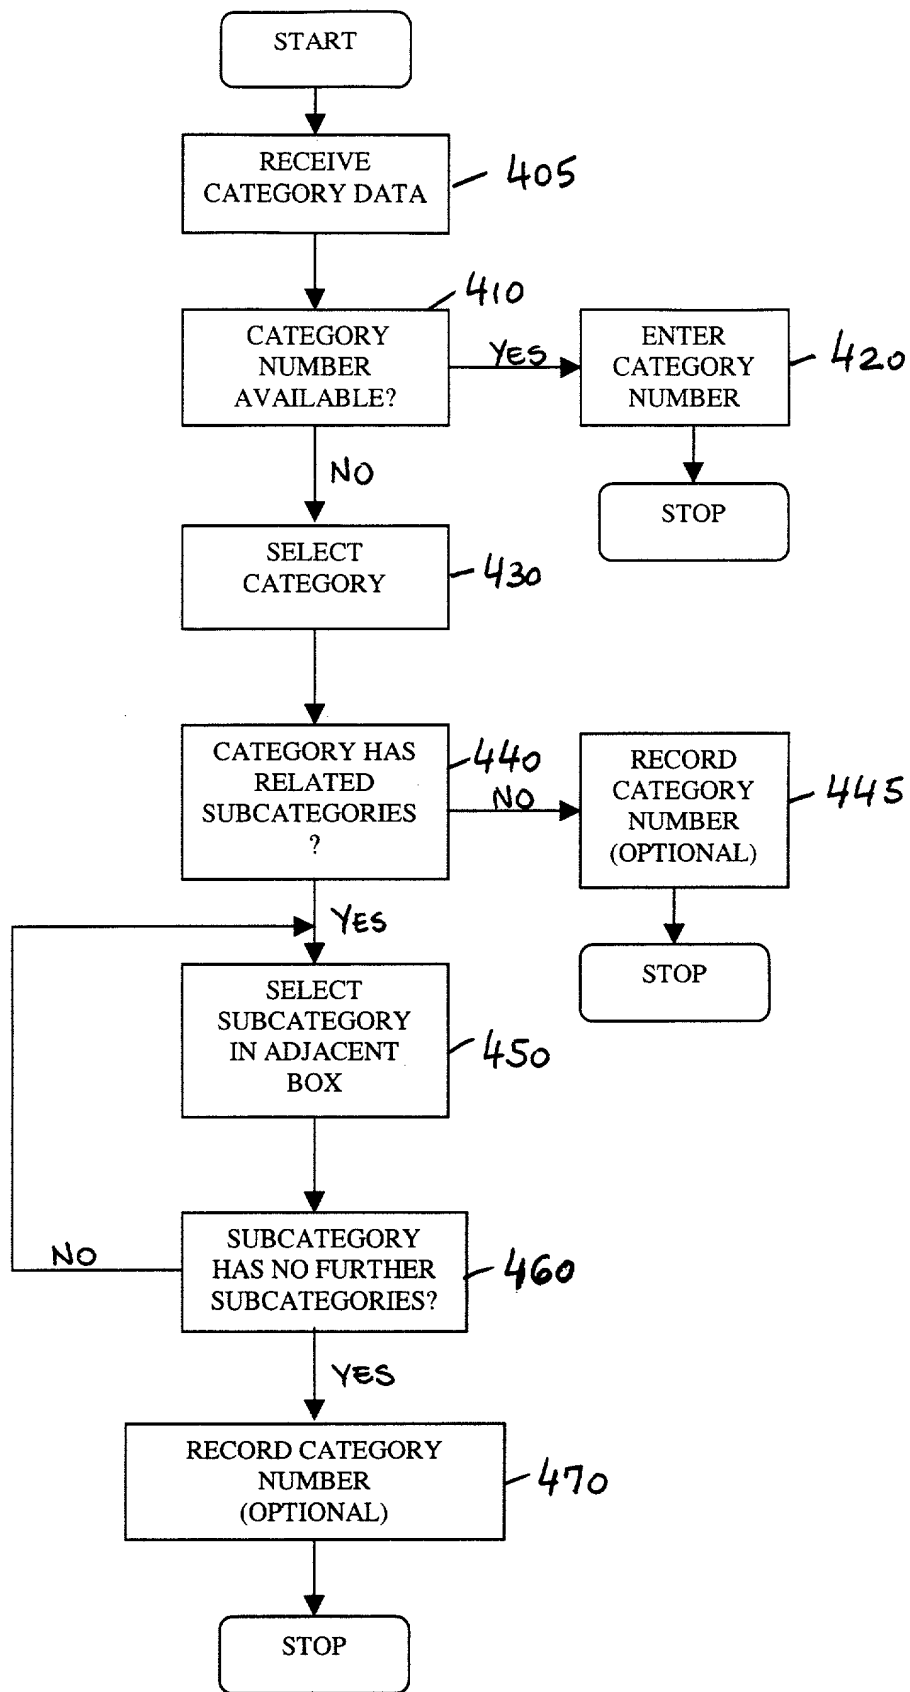 START
RECEIVE
CATEGORY DATA
405
410
CATEGORY
NUMBER
AVAILABLE?
YES
ENTER
CATEGORY
NUMBER
420
NO
STOP
SELECT
CATEGORY
430
CATEGORY HAS
RELATED
SUBCATEGORIES
?
440
NO
RECORD
CATEGORY
NUMBER
(OPTIONAL)
445
YES
STOP
SELECT
SUBCATEGORY
IN ADJACENT
BOX
450
NO
SUBCATEGORY
HAS NO FURTHER
SUBCATEGORIES?
460
YES
RECORD CATEGORY
NUMBER
(OPTIONAL)
470
STOP